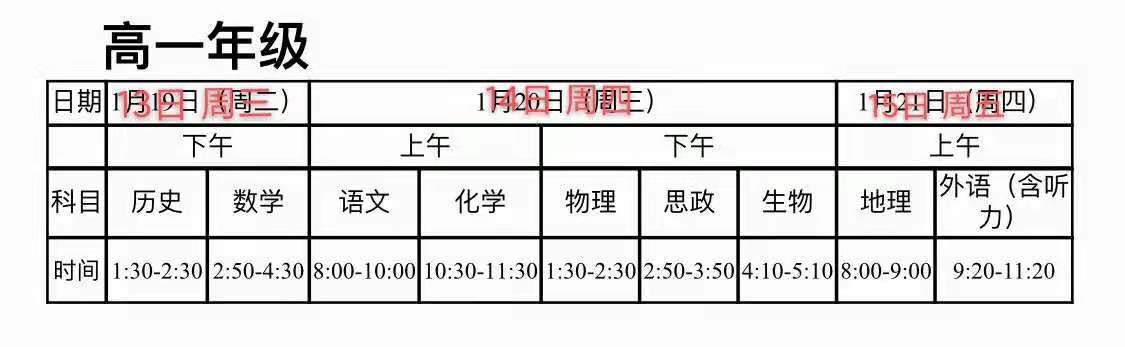 高一年级
日期 1月19日（周二） 1月20日（周三） 1月21日（周四）
13日 周三 14日 周四 15日 周五
下午 上午 下午 上午
科目 历史 数学 语文 化学 物理 思政 生物 地理 外语（含听力）
时间 1:30-2:30 2:50-4:30 8:00-10:00 10:30-11:30 1:30-2:30 2:50-3:50 4:10-5:10 8:00-9:00 9:20-11:20